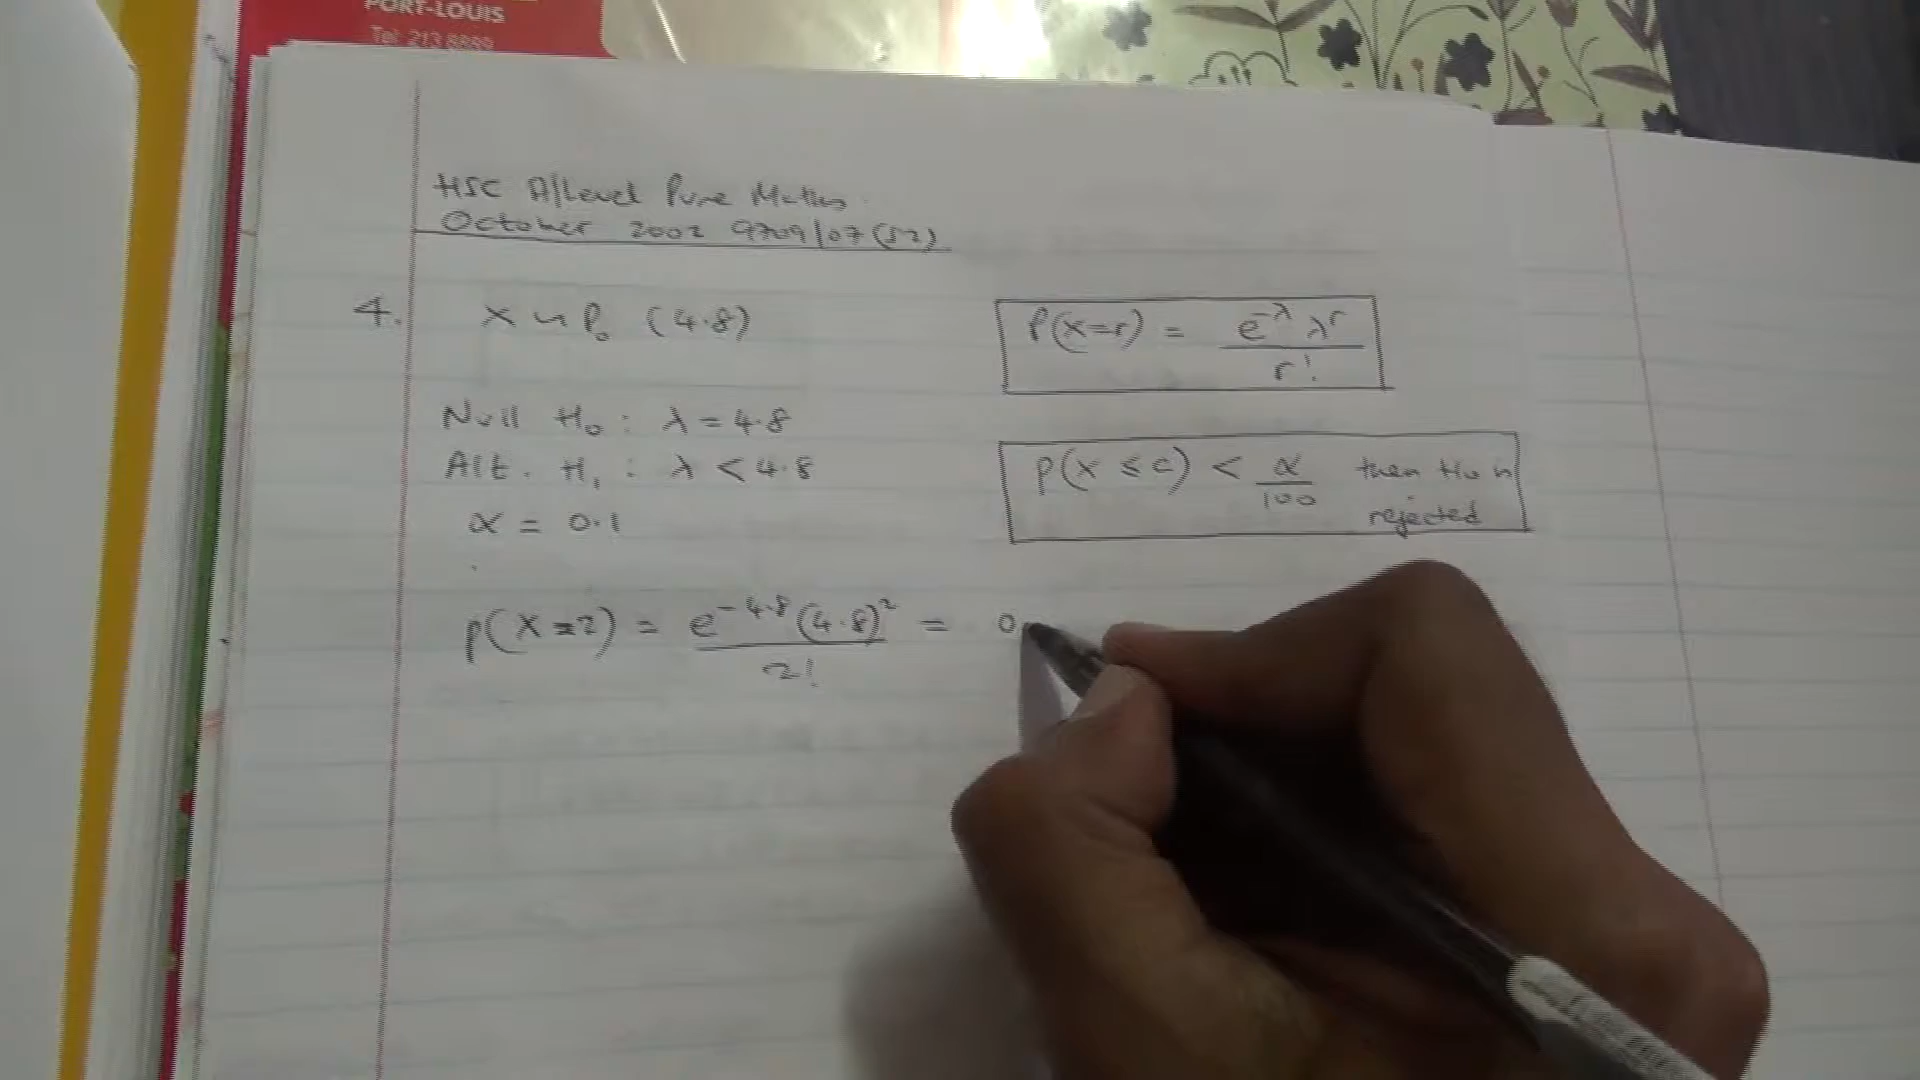 PORT-LOUIS
Tel: 213 8889
HSC A/Level Pure Maths
October 2002 9709/07 (S2)
4. X ~ Po (4.8)
P(X=r) = e^-λ λ^r / r!
Null H₀ : λ = 4.8
Alt. H₁ : λ < 4.8
α = 0.1
P(X ≤ c) < α/100 then H₀ is
rejected
P(X=2) = e^-4.8 (4.8)² / 2! = 0